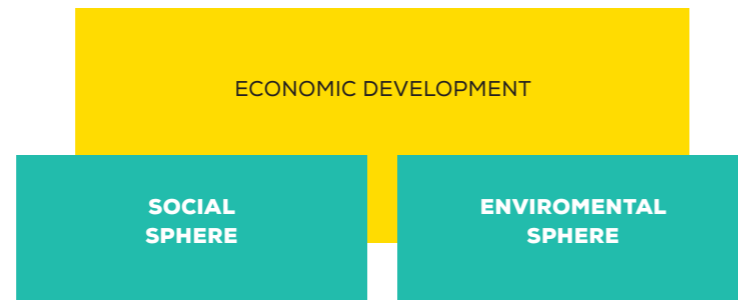 ECONOMIC DEVELOPMENT
SOCIAL
SPHERE
ENVIROMENTAL
SPHERE